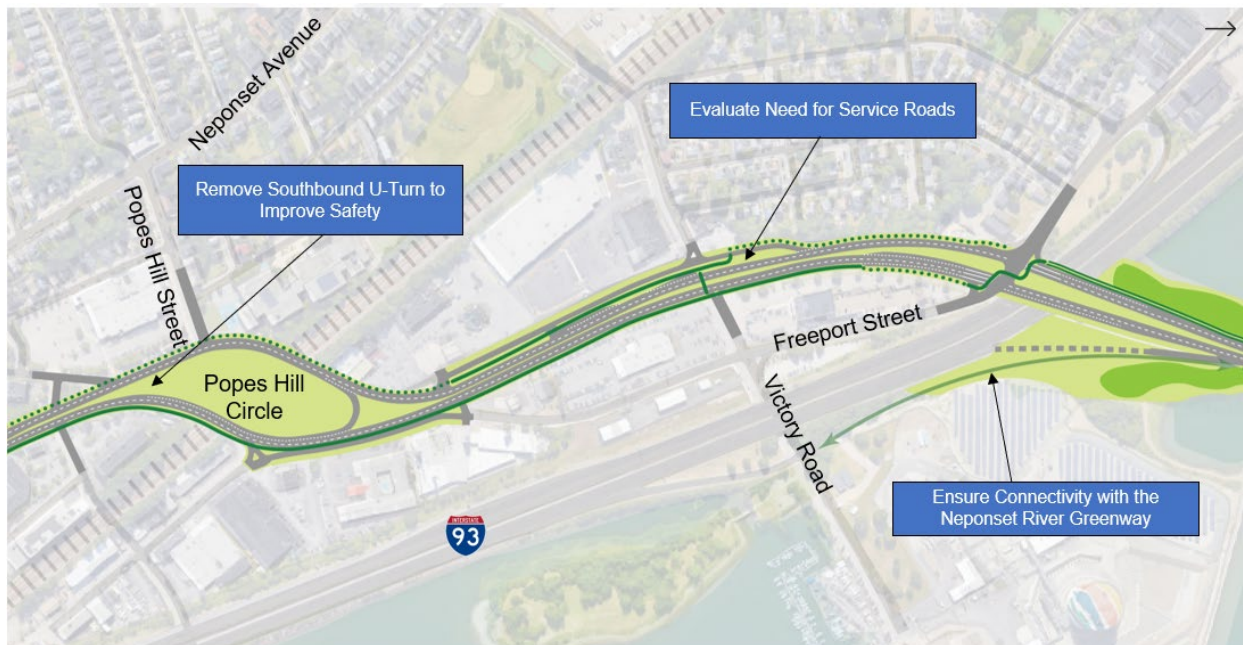 Neponset Avenue
Evaluate Need for Service Roads
Remove Southbound U-Turn to
Improve Safety
Popes Hill Street
Popes Hill
Circle
Freeport Street
Victory Road
Ensure Connectivity with the
Neponset River Greenway
INTERSTATE
93